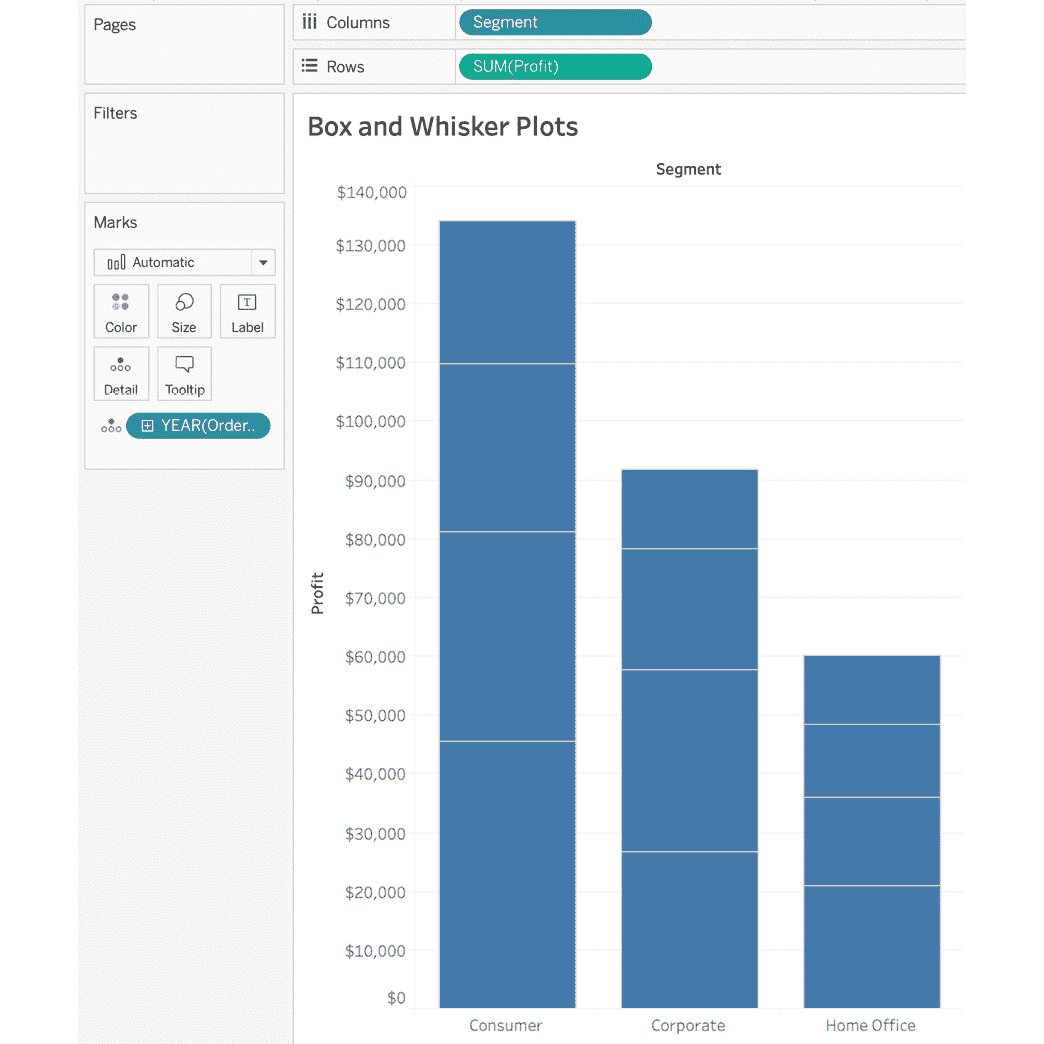 Pages
Columns
Segment
Rows
SUM(Profit)
Filters
Marks
Automatic
Color
Size
T
Label
Detail
Tooltip
YEAR(Order..
Box and Whisker Plots
Segment
$140,000
$130,000
$120,000
$110,000
$100,000
$90,000
$80,000
$70,000
$60,000
$50,000
$40,000
$30,000
$20,000
$10,000
$0
Profit
Consumer
Corporate
Home Office